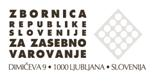 ZBORNICA
REPUBLIKE
SLOVENIJE
ZA ZASEBNO
VAROVANJE
DIMIČEVA 9 • 1000 LJUBLJANA • SLOVENIJA